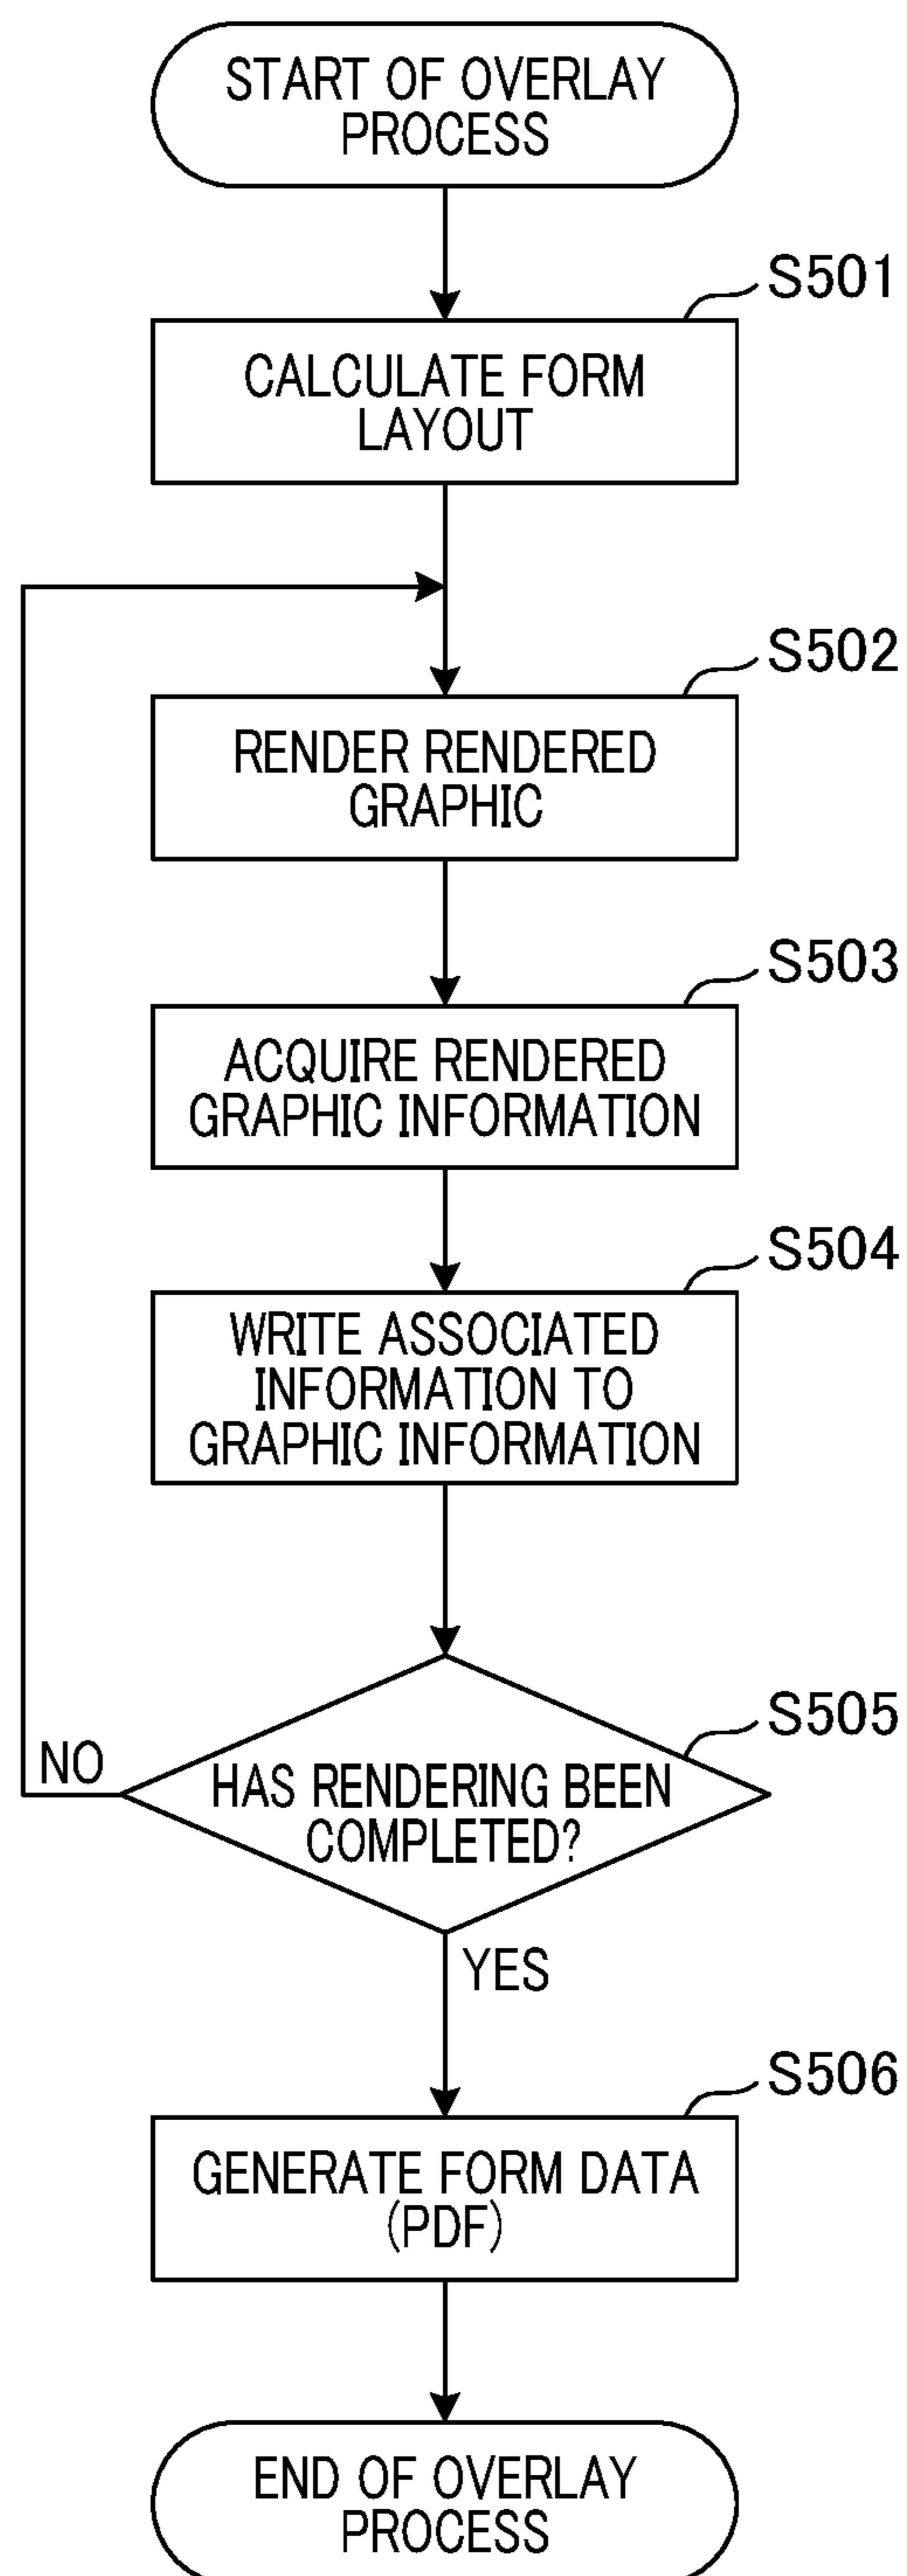 START OF OVERLAY
PROCESS
S501
CALCULATE FORM
LAYOUT
S502
RENDER RENDERED
GRAPHIC
S503
ACQUIRE RENDERED
GRAPHIC INFORMATION
S504
WRITE ASSOCIATED
INFORMATION TO
GRAPHIC INFORMATION
S505
NO
HAS RENDERING BEEN
COMPLETED?
YES
S506
GENERATE FORM DATA
(PDF)
END OF OVERLAY
PROCESS